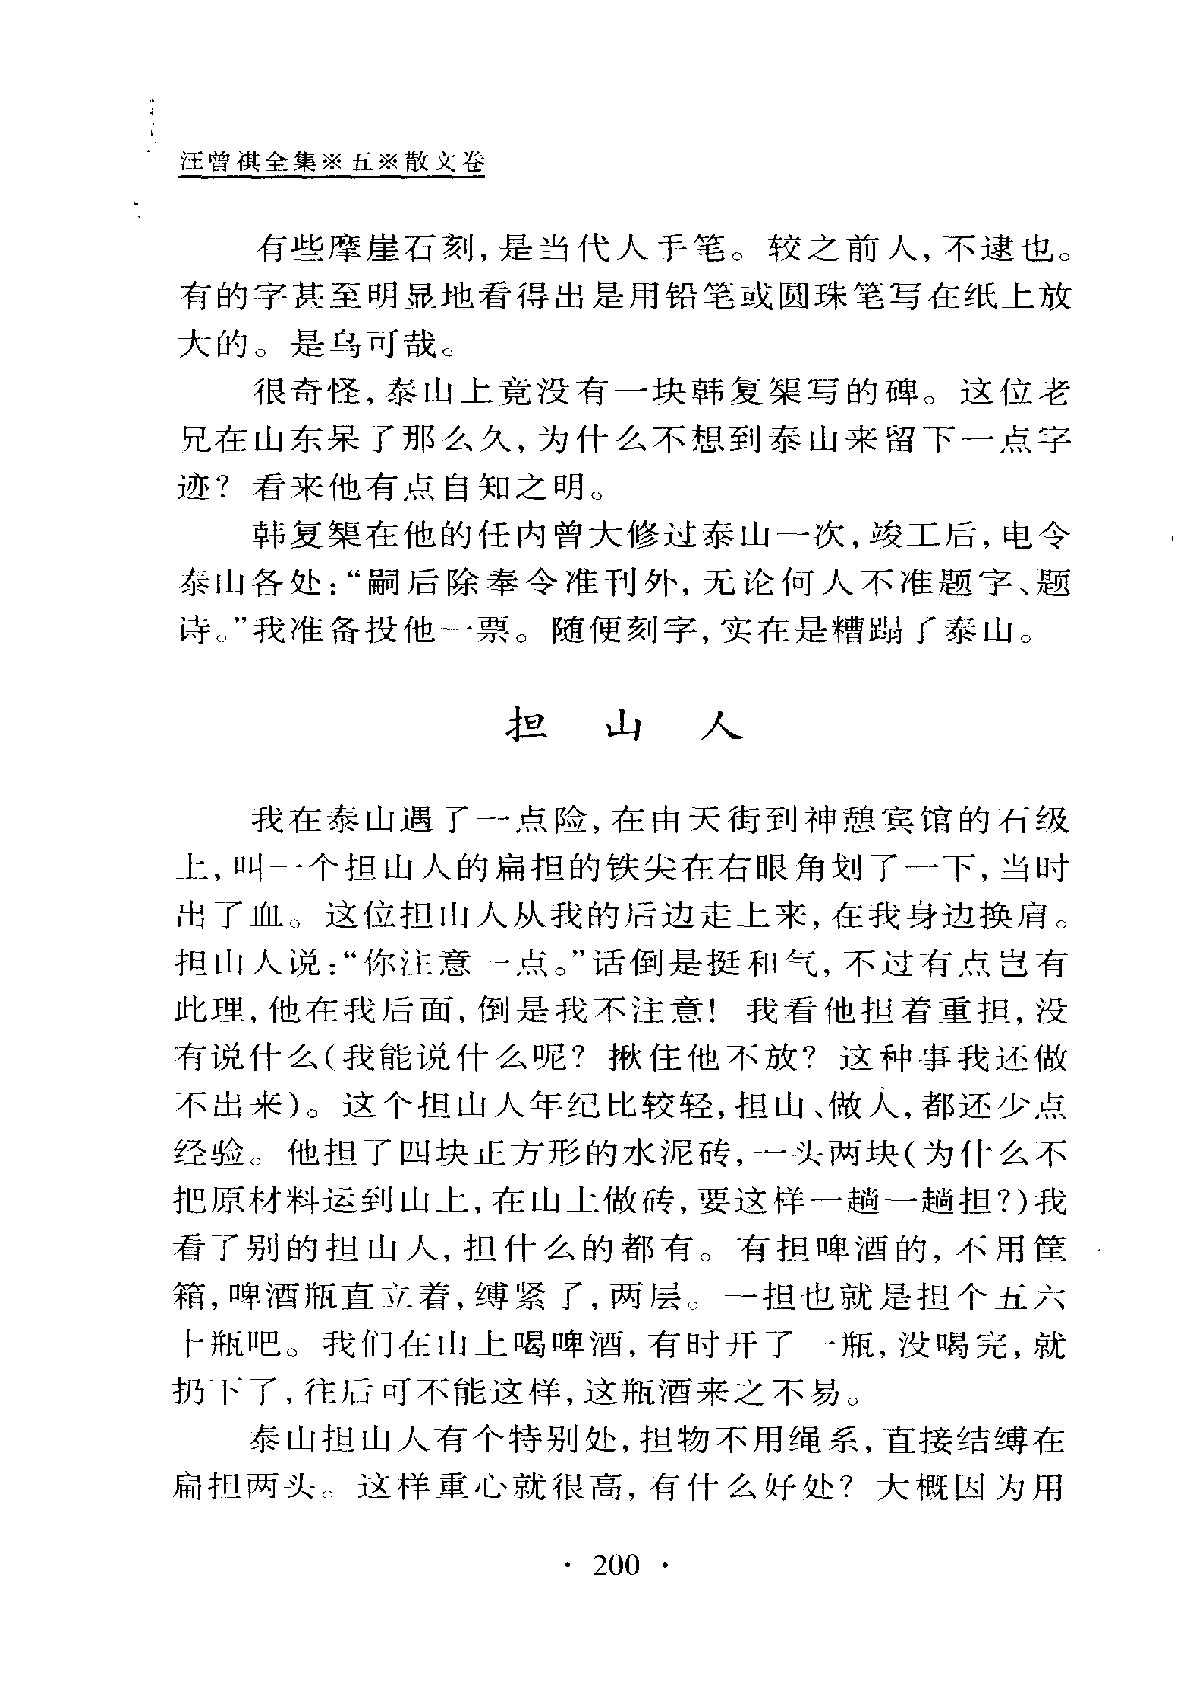 汪曾祺全集※五※散文卷
有些摩崖石刻,是当代人手笔。较之前人,不逮也。
有的字甚至明显地看得出是用铅笔或圆珠笔写在纸上放
大的。是乌可哉。
很奇怪,泰山上竟没有一块韩复榘写的碑。这位老
兄在山东呆了那么久,为什么不想到泰山来留下一点字
迹?看来他有点自知之明。
韩复榘在他的任内曾大修过泰山一次,竣工后,电令
泰山各处:“嗣后除奉令准刊外,无论何人不准题字、题
诗。”我准备投他一票。随便刻字,实在是糟蹋了泰山。
担山人
我在泰山遇了一点险,在由天街到神憩宾馆的石级
上,叫一个担山人的扁担的铁尖在右眼角划了一下,当时
出了血。这位担山人从我的后边走上来,在我身边换肩。
担山人说:“你注意一点。”话倒是挺和气,不过有点岂有
此理,他在我后面,倒是我不注意!我看他担着重担,没
有说什么(我能说什么呢?揪住他不放?这种事我还做
不出来)。这个担山人年纪比较轻,担山、做人,都还少点
经验。他担了四块正方形的水泥砖,一头两块(为什么不
把原材料运到山上,在山上做砖,要这样一趟一趟担?)我
看了别的担山人,担什么的都有。有担啤酒的,不用筐
箱,啤酒瓶直立着,缚紧了,两层。一担也就是担个五六
十瓶吧。我们在山上喝啤酒,有时开了一瓶,没喝完,就
扔下了,往后可不能这样,这瓶酒来之不易。
泰山担山人有个特别处,担物不用绳系,直接结缚在
扁担两头。这样重心就很高,有什么好处?大概因为用
· 200 ·